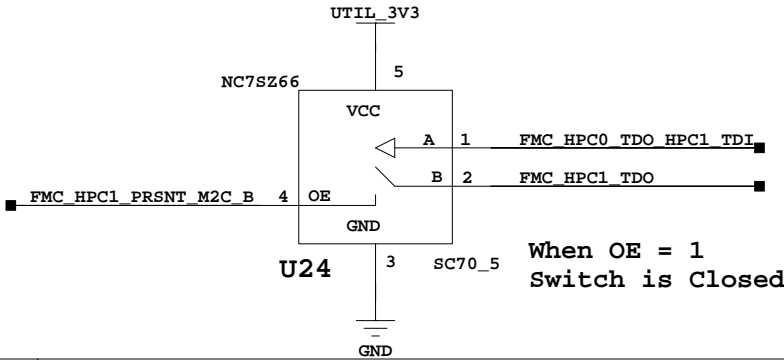 UTIL_3V3
5
NC7SZ66
VCC
A 1 FMC_HPC0_TDO_HPC1_TDI
B 2 FMC_HPC1_TDO
FMC_HPC1_PRSNT_M2C_B 4 OE
GND
U24 3 SC70_5
When OE = 1
Switch is Closed
GND